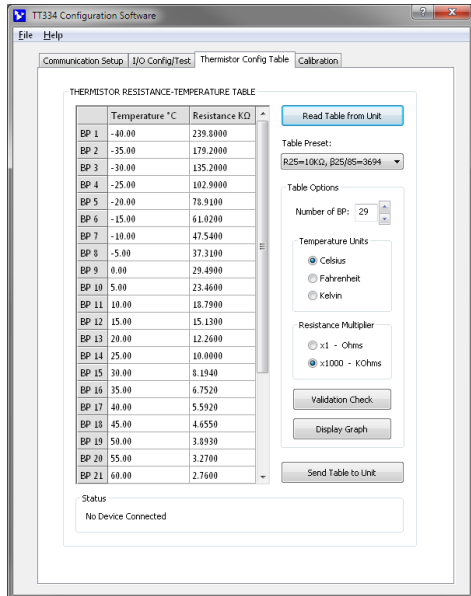 TT334 Configuration Software
File Help
Communication Setup I/O Config/Test Thermistor Config Table Calibration
THERMISTOR RESISTANCE-TEMPERATURE TABLE
Temperature °C Resistance KΩ
BP 1 -40.00 239.8000
BP 2 -35.00 179.2000
BP 3 -30.00 135.2000
BP 4 -25.00 102.9000
BP 5 -20.00 78.9100
BP 6 -15.00 61.0200
BP 7 -10.00 47.5400
BP 8 -5.00 37.3100
BP 9 0.00 29.4900
BP 10 5.00 23.4600
BP 11 10.00 18.7900
BP 12 15.00 15.1300
BP 13 20.00 12.2600
BP 14 25.00 10.0000
BP 15 30.00 8.1940
BP 16 35.00 6.7520
BP 17 40.00 5.5920
BP 18 45.00 4.6550
BP 19 50.00 3.8930
BP 20 55.00 3.2700
BP 21 60.00 2.7600
Read Table from Unit
Table Preset:
R25=10KΩ, β25/85=3694
Table Options
Number of BP: 29
Temperature Units
Celsius
Fahrenheit
Kelvin
Resistance Multiplier
x1 - Ohms
x1000 - KOhms
Validation Check
Display Graph
Send Table to Unit
Status
No Device Connected